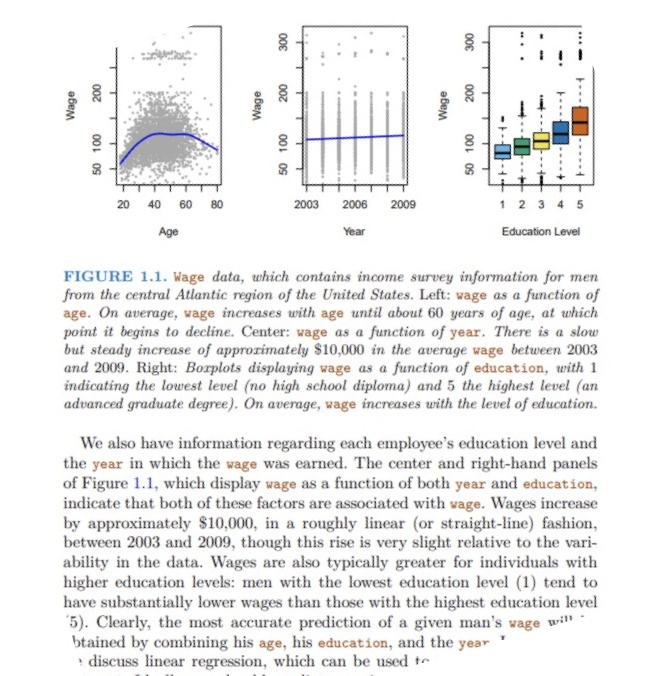 Wage
50
100
200
20
40
60
80
Age
Wage
50
100
200
300
2003
2006
2009
Year
Wage
50
100
200
300
1
2
3
4
5
Education Level
FIGURE 1.1. Wage data, which contains income survey information for men
from the central Atlantic region of the United States. Left: wage as a function of
age. On average, wage increases with age until about 60 years of age, at which
point it begins to decline. Center: wage as a function of year. There is a slow
but steady increase of approximately $10,000 in the average wage between 2003
and 2009. Right: Boxplots displaying wage as a function of education, with 1
indicating the lowest level (no high school diploma) and 5 the highest level (an
advanced graduate degree). On average, wage increases with the level of education.
We also have information regarding each employee's education level and
the year in which the wage was earned. The center and right-hand panels
of Figure 1.1, which display wage as a function of both year and education,
indicate that both of these factors are associated with wage. Wages increase
by approximately $10,000, in a roughly linear (or straight-line) fashion,
between 2003 and 2009, though this rise is very slight relative to the vari-
ability in the data. Wages are also typically greater for individuals with
higher education levels: men with the lowest education level (1) tend to
have substantially lower wages than those with the highest education level
5). Clearly, the most accurate prediction of a given man's wage will
btained by combining his age, his education, and the year
discuss linear regression, which can be used